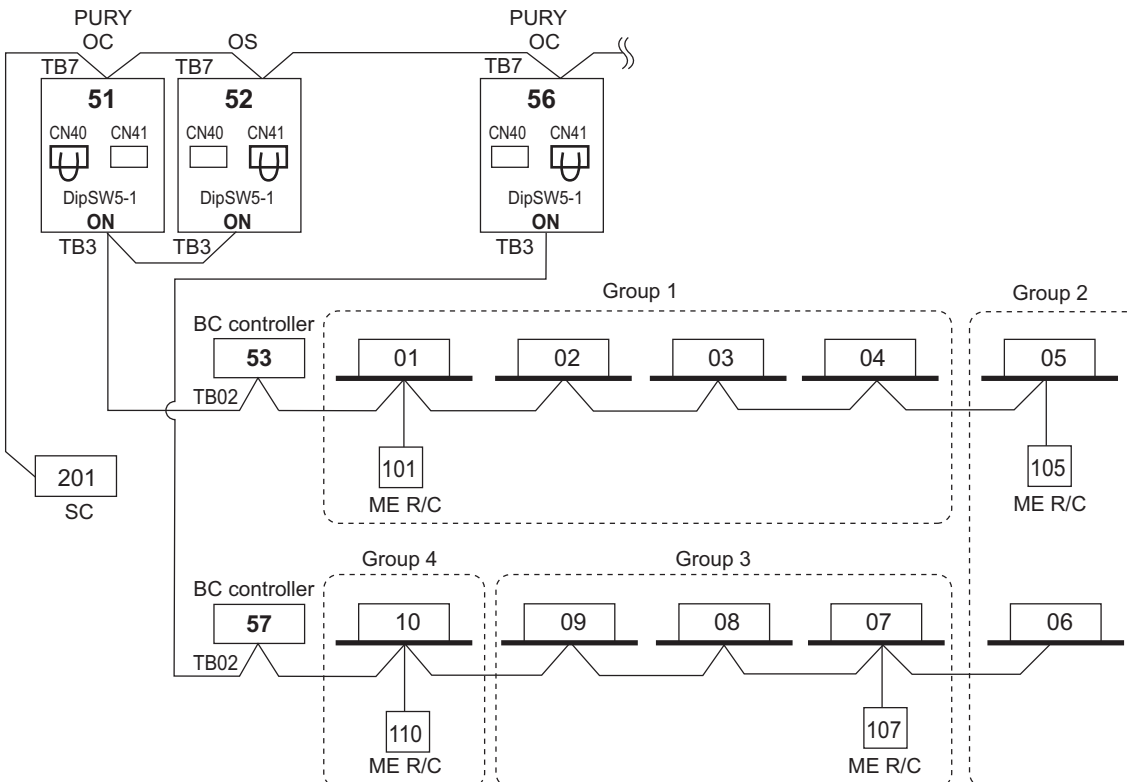 PURY PURY
OC OS OC
TB7 TB7 TB7
51 52 56
CN40 CN41 CN40 CN41 CN40 CN41
DipSW5-1 DipSW5-1 DipSW5-1
ON ON ON
TB3 TB3 TB3
Group 1 Group 2
BC controller
53 01 02 03 04 05
TB02
101 105
ME R/C ME R/C
201
SC
Group 4 Group 3
BC controller
57 10 09 08 07 06
TB02
110 107
ME R/C ME R/C